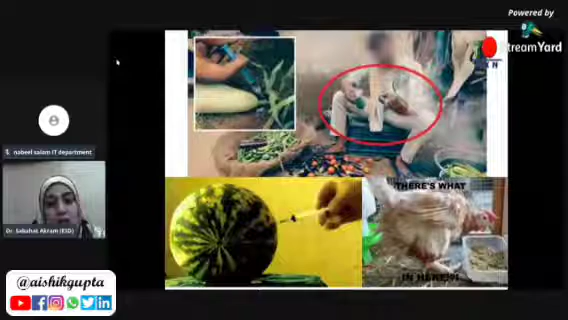 Powered by
StreamYard
nabeel salam IT department
THERE'S WHAT
Dr. Sabahat Akram (ESD)
IN HERE?!?!
@aishikgupta